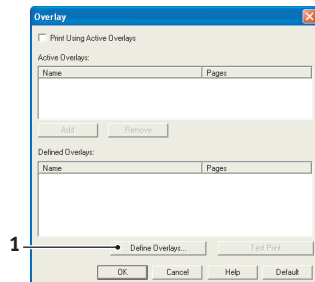 Overlay
Print Using Active Overlays
Active Overlays:
Name Pages
Add Remove
Defined Overlays:
Name Pages
1
Define Overlays... Test Print
OK Cancel Help Default